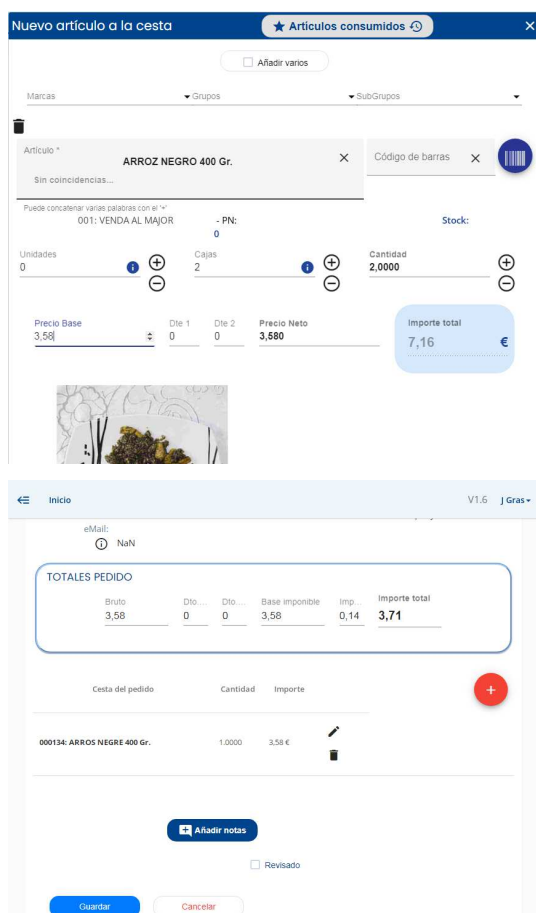 Nuevo artículo a la cesta
Articulos consumidos
Añadir varios
Marcas Grupos SubGrupos
Artículo * Código de barras
ARROZ NEGRO 400 Gr.
Sin coincidencias...
Puede concatenar varias palabras con el '+'
001: VENDA AL MAJOR - PN: Stock:
0
Unidades Cajas Cantidad
0 2 2,0000
Precio Base Dte 1 Dte 2 Precio Neto Importe total
3,58 0 0 3,580 7,16 €
Inicio V1.6 J Gras
eMail:
NaN
TOTALES PEDIDO
Bruto Dto.... Dto ... Base imponible Imp... Importe total
3,58 0 0 3,58 0,14 3,71
Cesta del pedido Cantidad Importe
000134: ARROS NEGRE 400 Gr. 1.0000 3,58 €
Añadir notas
Revisado
Guardar Cancelar